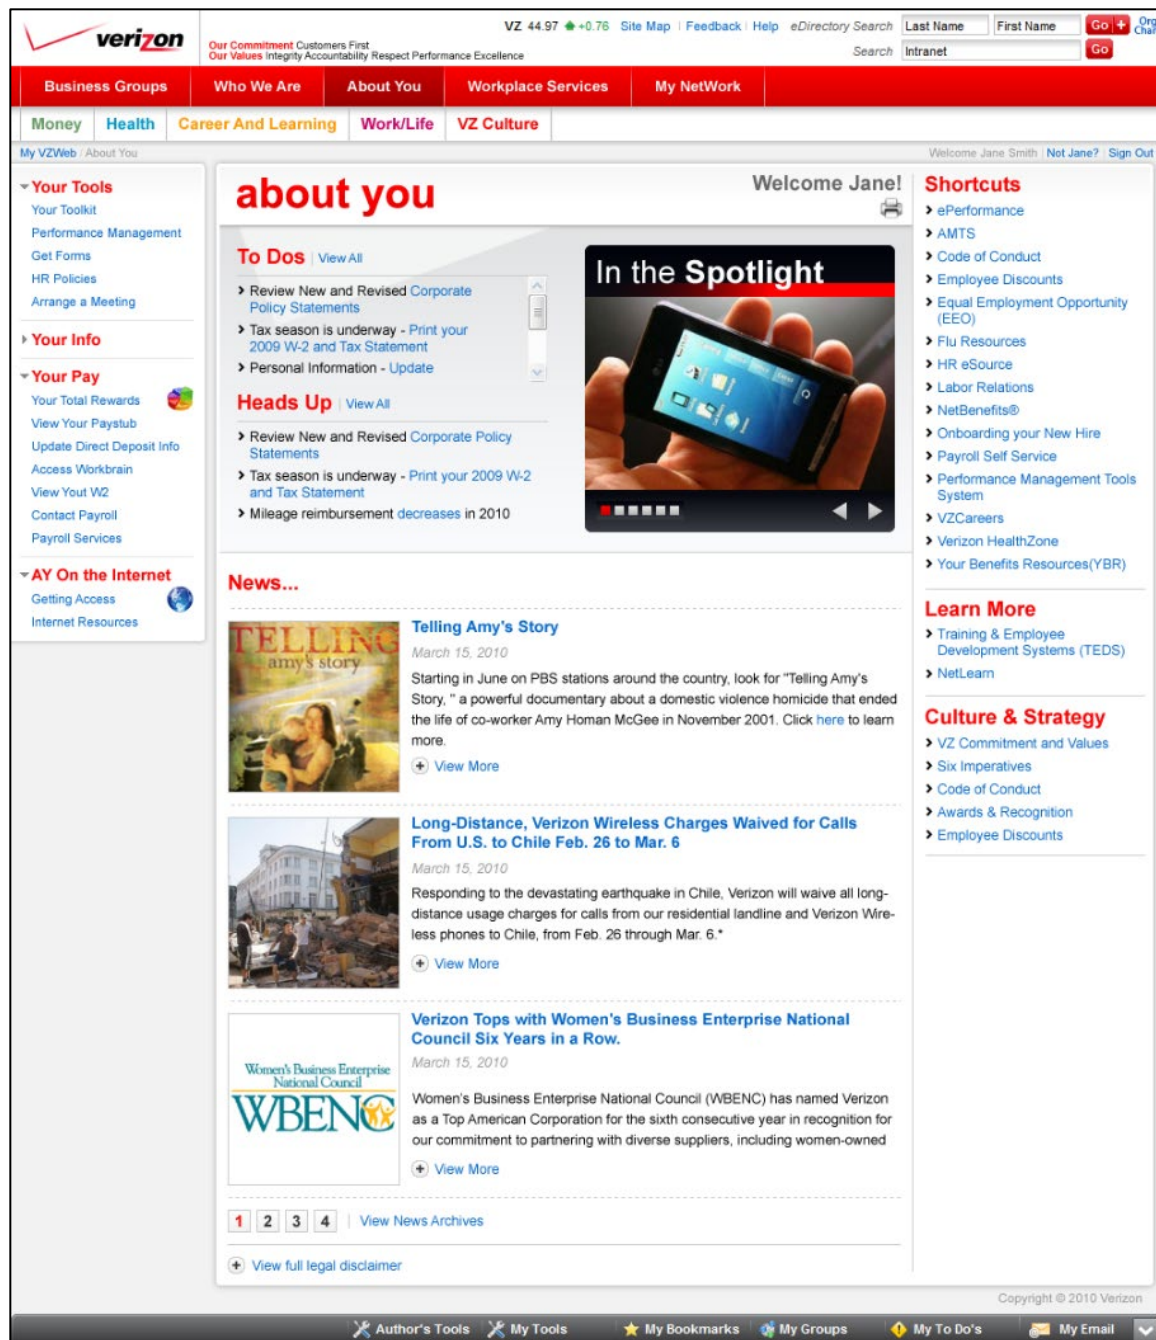 verizon
Our Commitment Customers First
Our Values Integrity Accountability Respect Performance Excellence
VZ 44.97 +0.76 Site Map | Feedback | Help eDirectory Search Last Name First Name Go + Org
Chart
Search Intranet Go
Business Groups Who We Are About You Workplace Services My NetWork
Money Health Career And Learning Work/Life VZ Culture
My VZWeb / About You
Welcome Jane Smith | Not Jane? | Sign Out
Your Tools
Your Toolkit
Performance Management
Get Forms
HR Policies
Arrange a Meeting
Your Info
Your Pay
Your Total Rewards
View Your Paystub
Update Direct Deposit Info
Access Workbrain
View Yout W2
Contact Payroll
Payroll Services
AY On the Internet
Getting Access
Internet Resources
about you
Welcome Jane!
To Dos | View All
Review New and Revised Corporate
Policy Statements
Tax season is underway - Print your
2009 W-2 and Tax Statement
Personal Information - Update
Heads Up | View All
Review New and Revised Corporate Policy
Statements
Tax season is underway - Print your 2009 W-2
and Tax Statement
Mileage reimbursement decreases in 2010
In the Spotlight
News...
TELLING
amy's story
Telling Amy's Story
March 15, 2010
Starting in June on PBS stations around the country, look for "Telling Amy's
Story, " a powerful documentary about a domestic violence homicide that ended
the life of co-worker Amy Homan McGee in November 2001. Click here to learn
more.
View More
Long-Distance, Verizon Wireless Charges Waived for Calls
From U.S. to Chile Feb. 26 to Mar. 6
March 15, 2010
Responding to the devastating earthquake in Chile, Verizon will waive all long-
distance usage charges for calls from our residential landline and Verizon Wire-
less phones to Chile, from Feb. 26 through Mar. 6.*
View More
Women's Business Enterprise
National Council
WBENC
Verizon Tops with Women's Business Enterprise National
Council Six Years in a Row.
March 15, 2010
Women's Business Enterprise National Council (WBENC) has named Verizon
as a Top American Corporation for the sixth consecutive year in recognition for
our commitment to partnering with diverse suppliers, including women-owned
View More
1 2 3 4 | View News Archives
View full legal disclaimer
Shortcuts
ePerformance
AMTS
Code of Conduct
Employee Discounts
Equal Employment Opportunity
(EEO)
Flu Resources
HR eSource
Labor Relations
NetBenefits®
Onboarding your New Hire
Payroll Self Service
Performance Management Tools
System
VZCareers
Verizon HealthZone
Your Benefits Resources(YBR)
Learn More
Training & Employee
Development Systems (TEDS)
NetLearn
Culture & Strategy
VZ Commitment and Values
Six Imperatives
Code of Conduct
Awards & Recognition
Employee Discounts
Copyright © 2010 Verizon
Author's Tools My Tools My Bookmarks My Groups My To Do's My Email